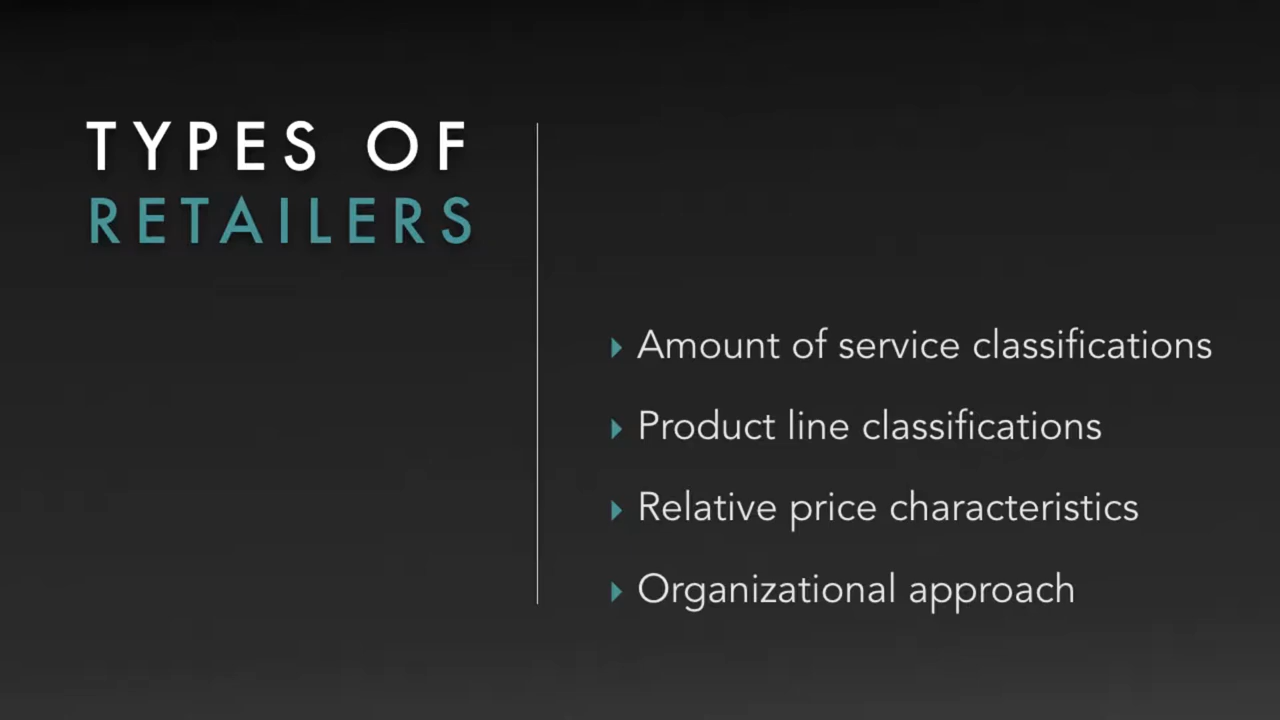 TYPES OF
RETAILERS
Amount of service classifications
Product line classifications
Relative price characteristics
Organizational approach